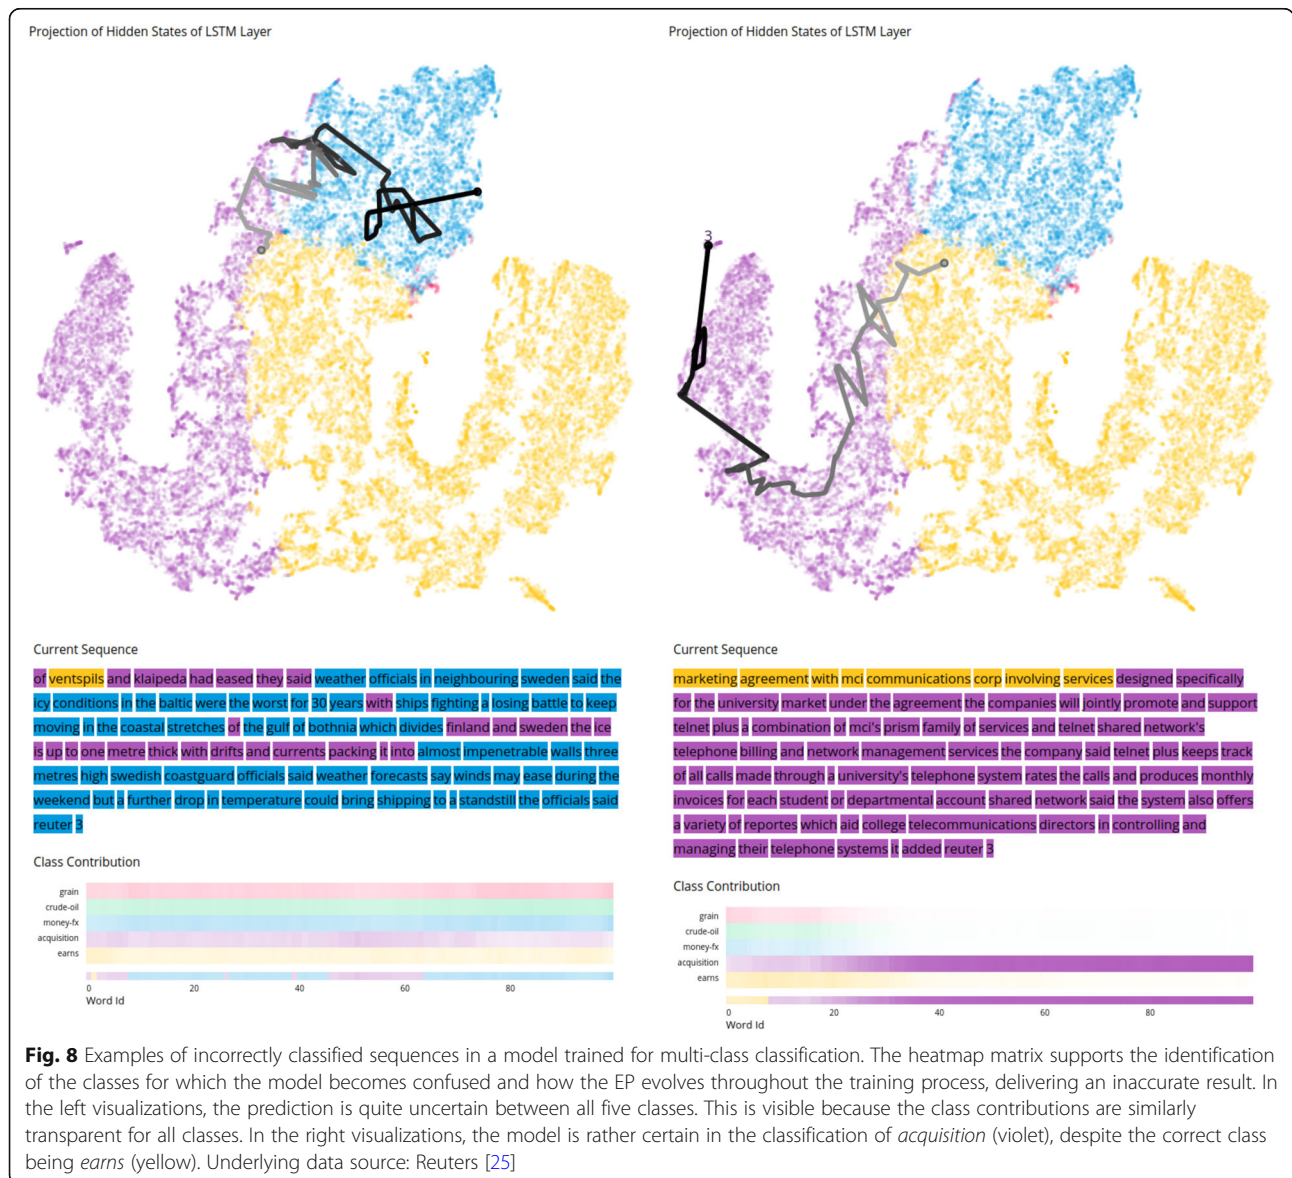 Projection of Hidden States of LSTM Layer
Projection of Hidden States of LSTM Layer
3
Current Sequence
of ventspils and klaipeda had eased they said weather officials in neighbouring sweden said the
icy conditions in the baltic were the worst for 30 years with ships fighting a losing battle to keep
moving in the coastal stretches of the gulf of bothnia which divides finland and sweden the ice
is up to one metre thick with drifts and currents packing it into almost impenetrable walls three
metres high swedish coastguard officials said weather forecasts say winds may ease during the
weekend but a further drop in temperature could bring shipping to a standstill the officials said
reuter 3
Class Contribution
grain
crude-oil
money-fx
acquisition
earns
0 20 40 60 80
Word Id
Current Sequence
marketing agreement with mci communications corp involving services designed specifically
for the university market under the agreement the companies will jointly promote and support
telnet plus a combination of mci's prism family of services and telnet shared network's
telephone billing and network management services the company said telnet plus keeps track
of all calls made through a university's telephone system rates the calls and produces monthly
invoices for each student or departmental account shared network said the system also offers
a variety of reportes which aid college telecommunications directors in controlling and
managing their telephone systems it added reuter 3
Class Contribution
grain
crude-oil
money-fx
acquisition
earns
0 20 40 60 80
Word Id
Fig. 8 Examples of incorrectly classified sequences in a model trained for multi-class classification. The heatmap matrix supports the identification
of the classes for which the model becomes confused and how the EP evolves throughout the training process, delivering an inaccurate result. In
the left visualizations, the prediction is quite uncertain between all five classes. This is visible because the class contributions are similarly
transparent for all classes. In the right visualizations, the model is rather certain in the classification of acquisition (violet), despite the correct class
being earns (yellow). Underlying data source: Reuters [25]